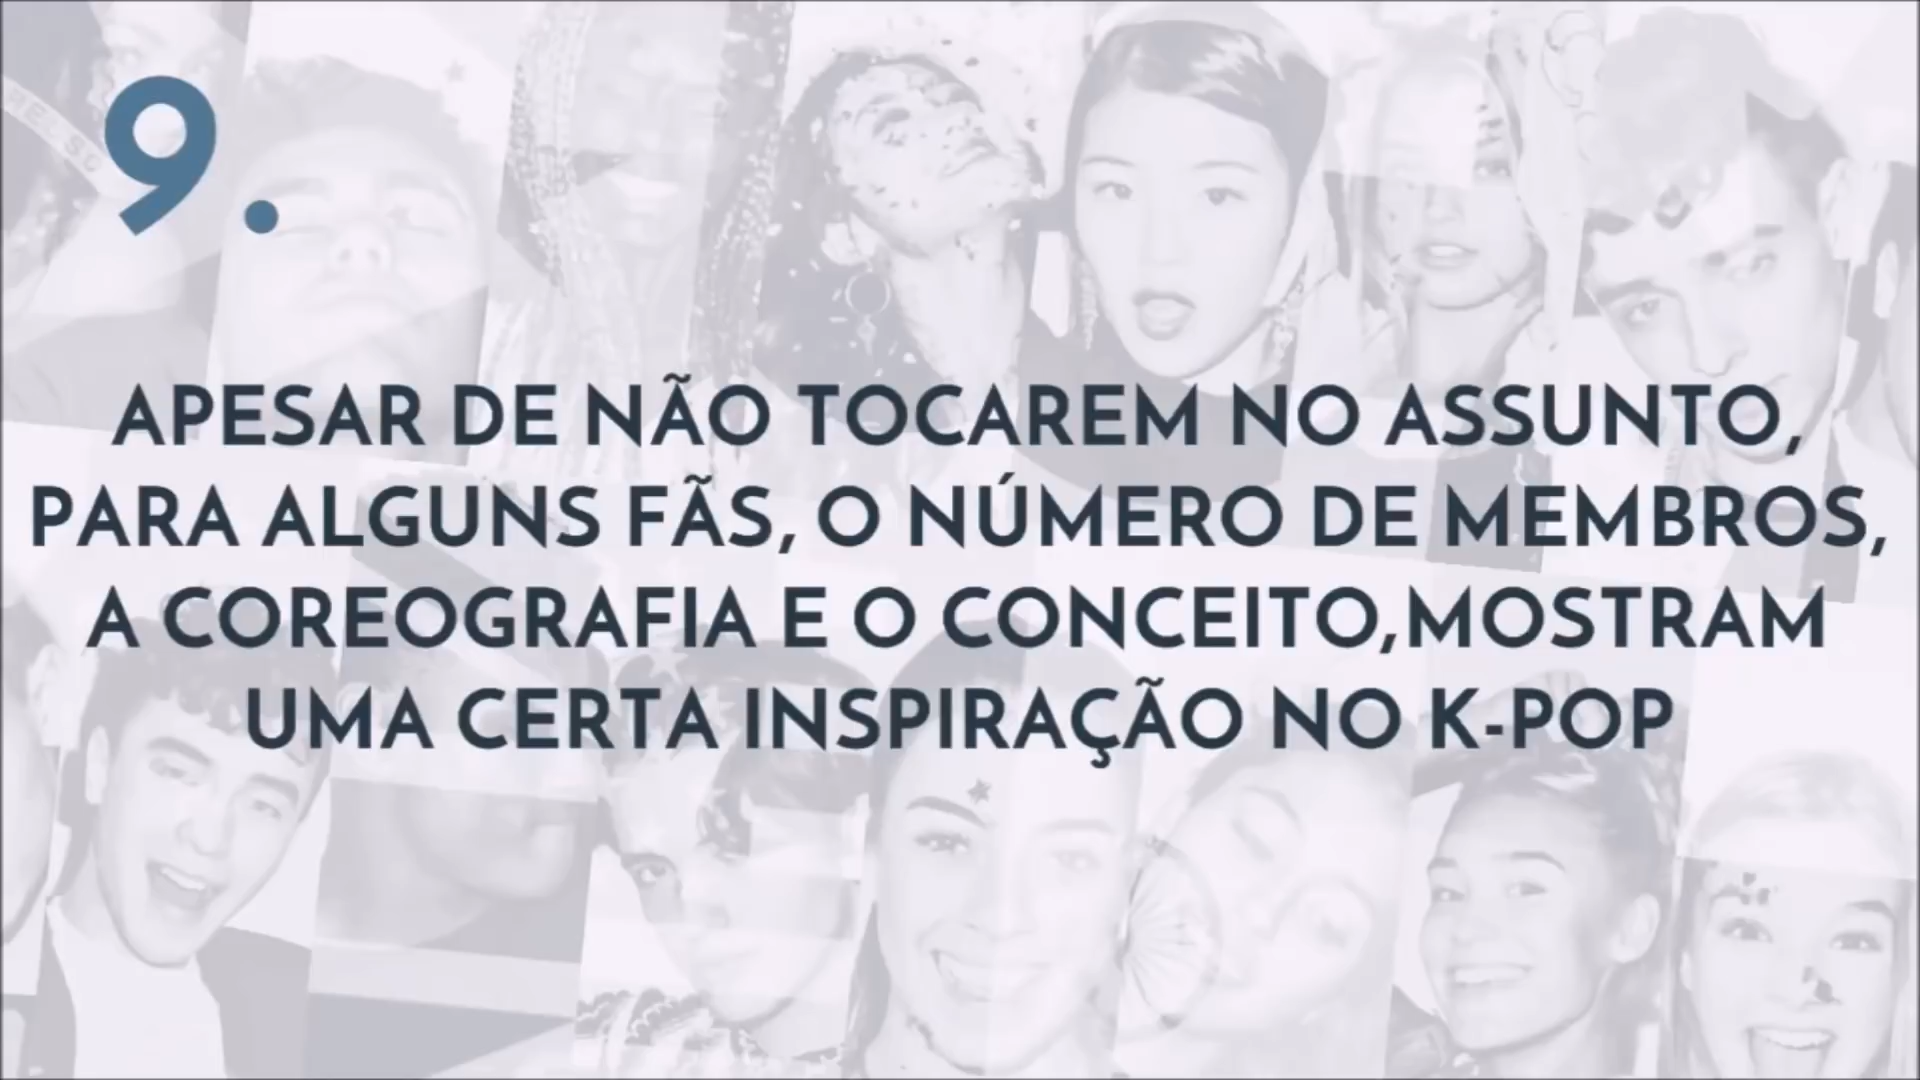 9.
APESAR DE NÃO TOCAREM NO ASSUNTO,
PARA ALGUNS FÃS, O NÚMERO DE MEMBROS,
A COREOGRAFIA E O CONCEITO,MOSTRAM
UMA CERTA INSPIRAÇÃO NO K-POP